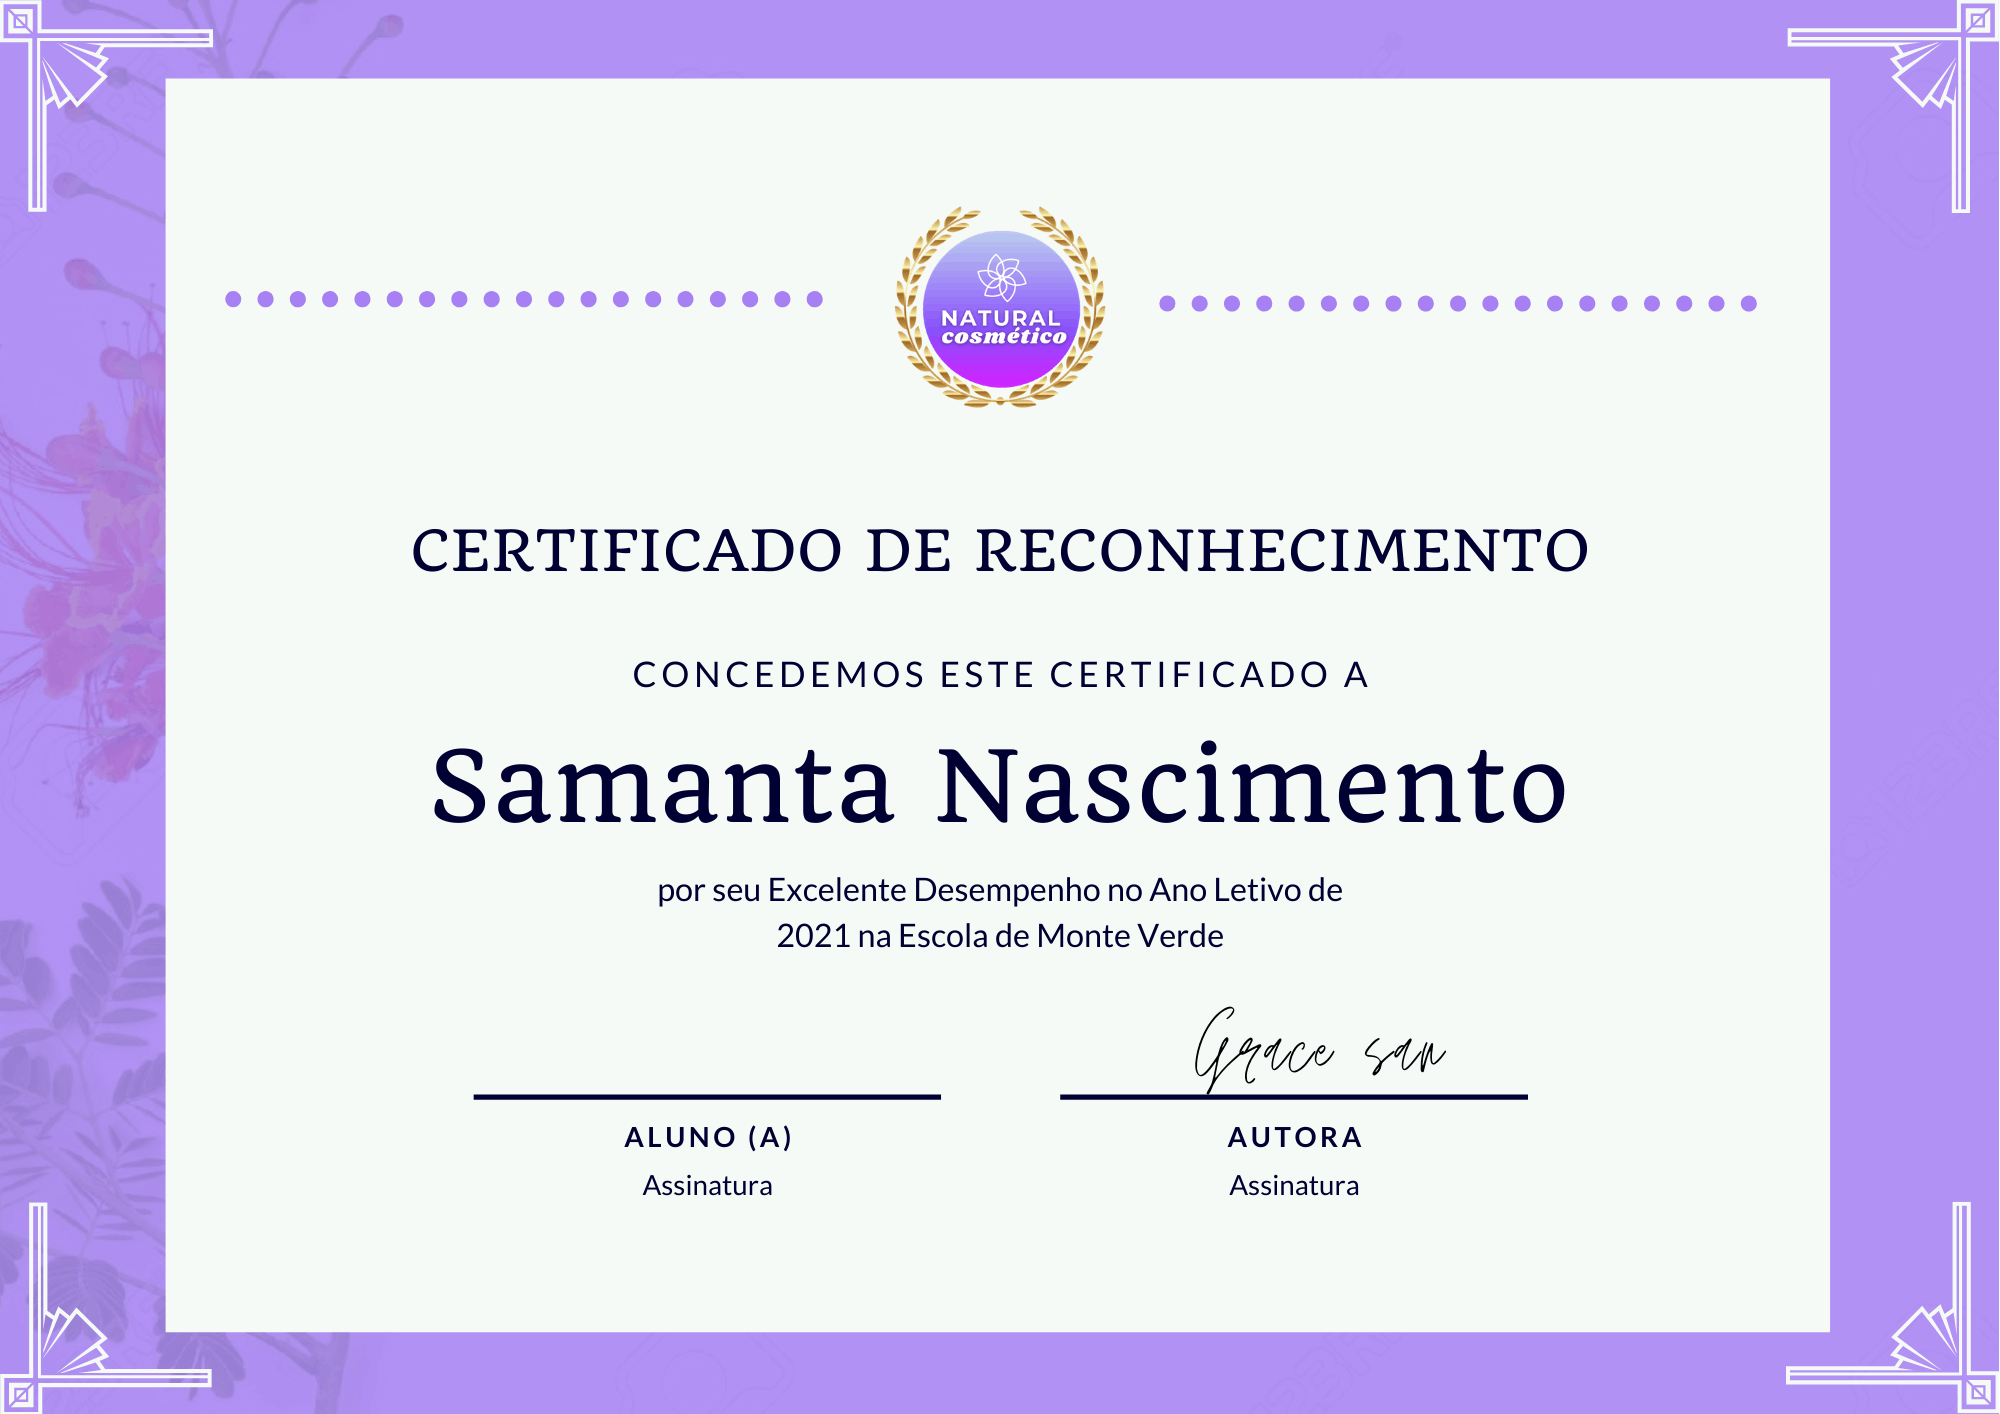 NATURAL
cosmético
CERTIFICADO DE RECONHECIMENTO
CONCEDEMOS ESTE CERTIFICADO A
Samanta Nascimento
por seu Excelente Desempenho no Ano Letivo de
2021 na Escola de Monte Verde
Grace san
ALUNO (A)
Assinatura
AUTORA
Assinatura